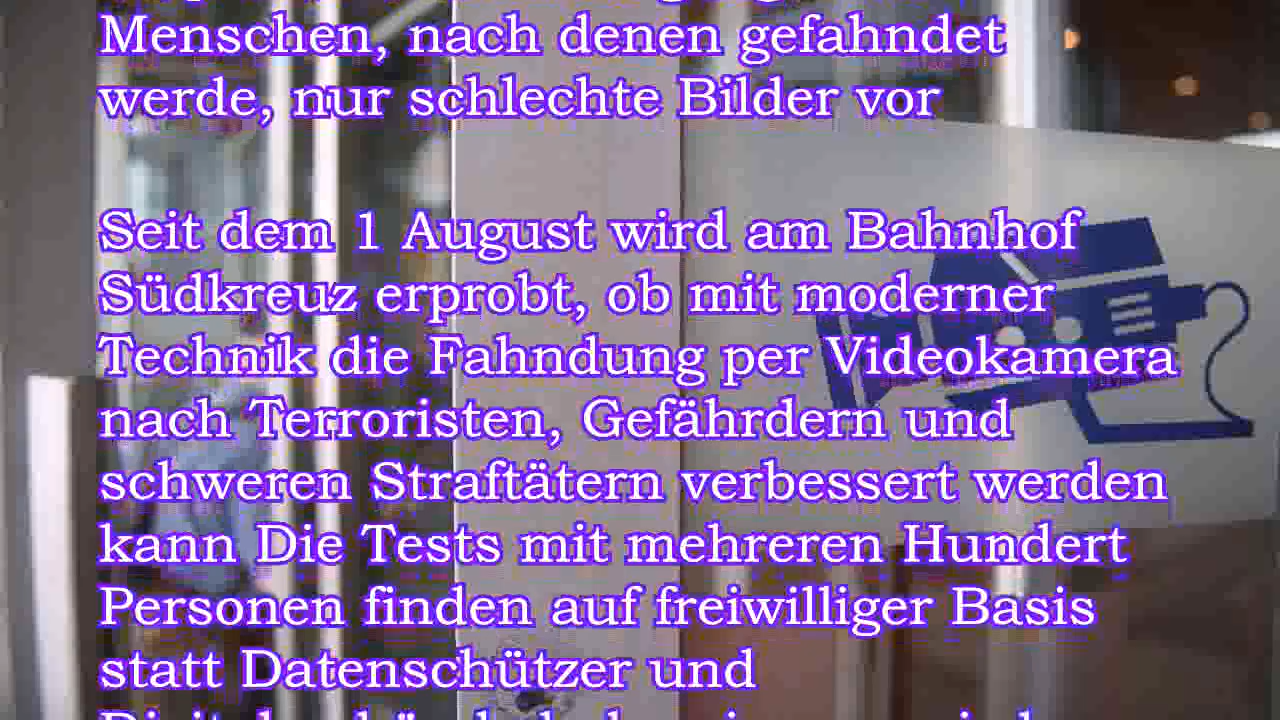 Menschen, nach denen gefahndet
werde, nur schlechte Bilder vor
Seit dem 1 August wird am Bahnhof
Südkreuz erprobt, ob mit moderner
Technik die Fahndung per Videokamera
nach Terroristen, Gefährdern und
schweren Straftätern verbessert werden
kann Die Tests mit mehreren Hundert
Personen finden auf freiwilliger Basis
statt Datenschützer und